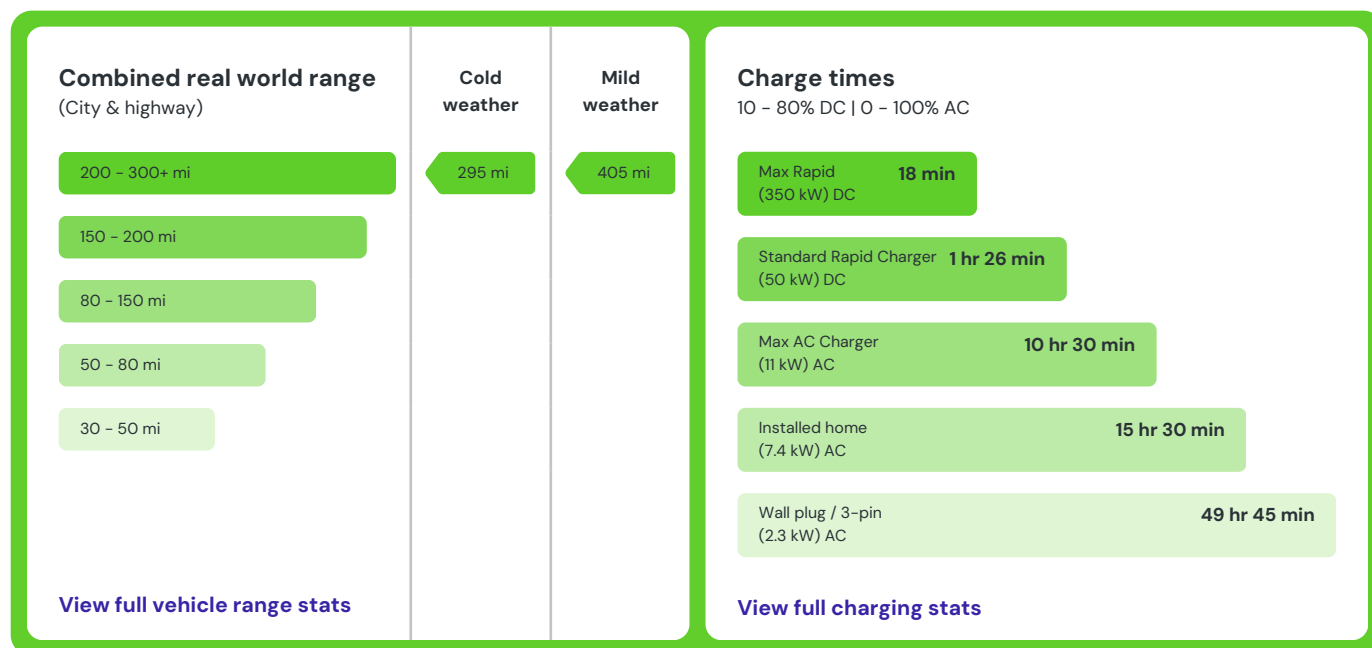 Combined real world range
(City & highway)
Cold
weather
Mild
weather
200 - 300+ mi
295 mi
405 mi
150 - 200 mi
80 - 150 mi
50 - 80 mi
30 - 50 mi
View full vehicle range stats
Charge times
10 - 80% DC | 0 - 100% AC
Max Rapid
(350 kW) DC
18 min
Standard Rapid Charger
(50 kW) DC
1 hr 26 min
Max AC Charger
(11 kW) AC
10 hr 30 min
Installed home
(7.4 kW) AC
15 hr 30 min
Wall plug / 3-pin
(2.3 kW) AC
49 hr 45 min
View full charging stats